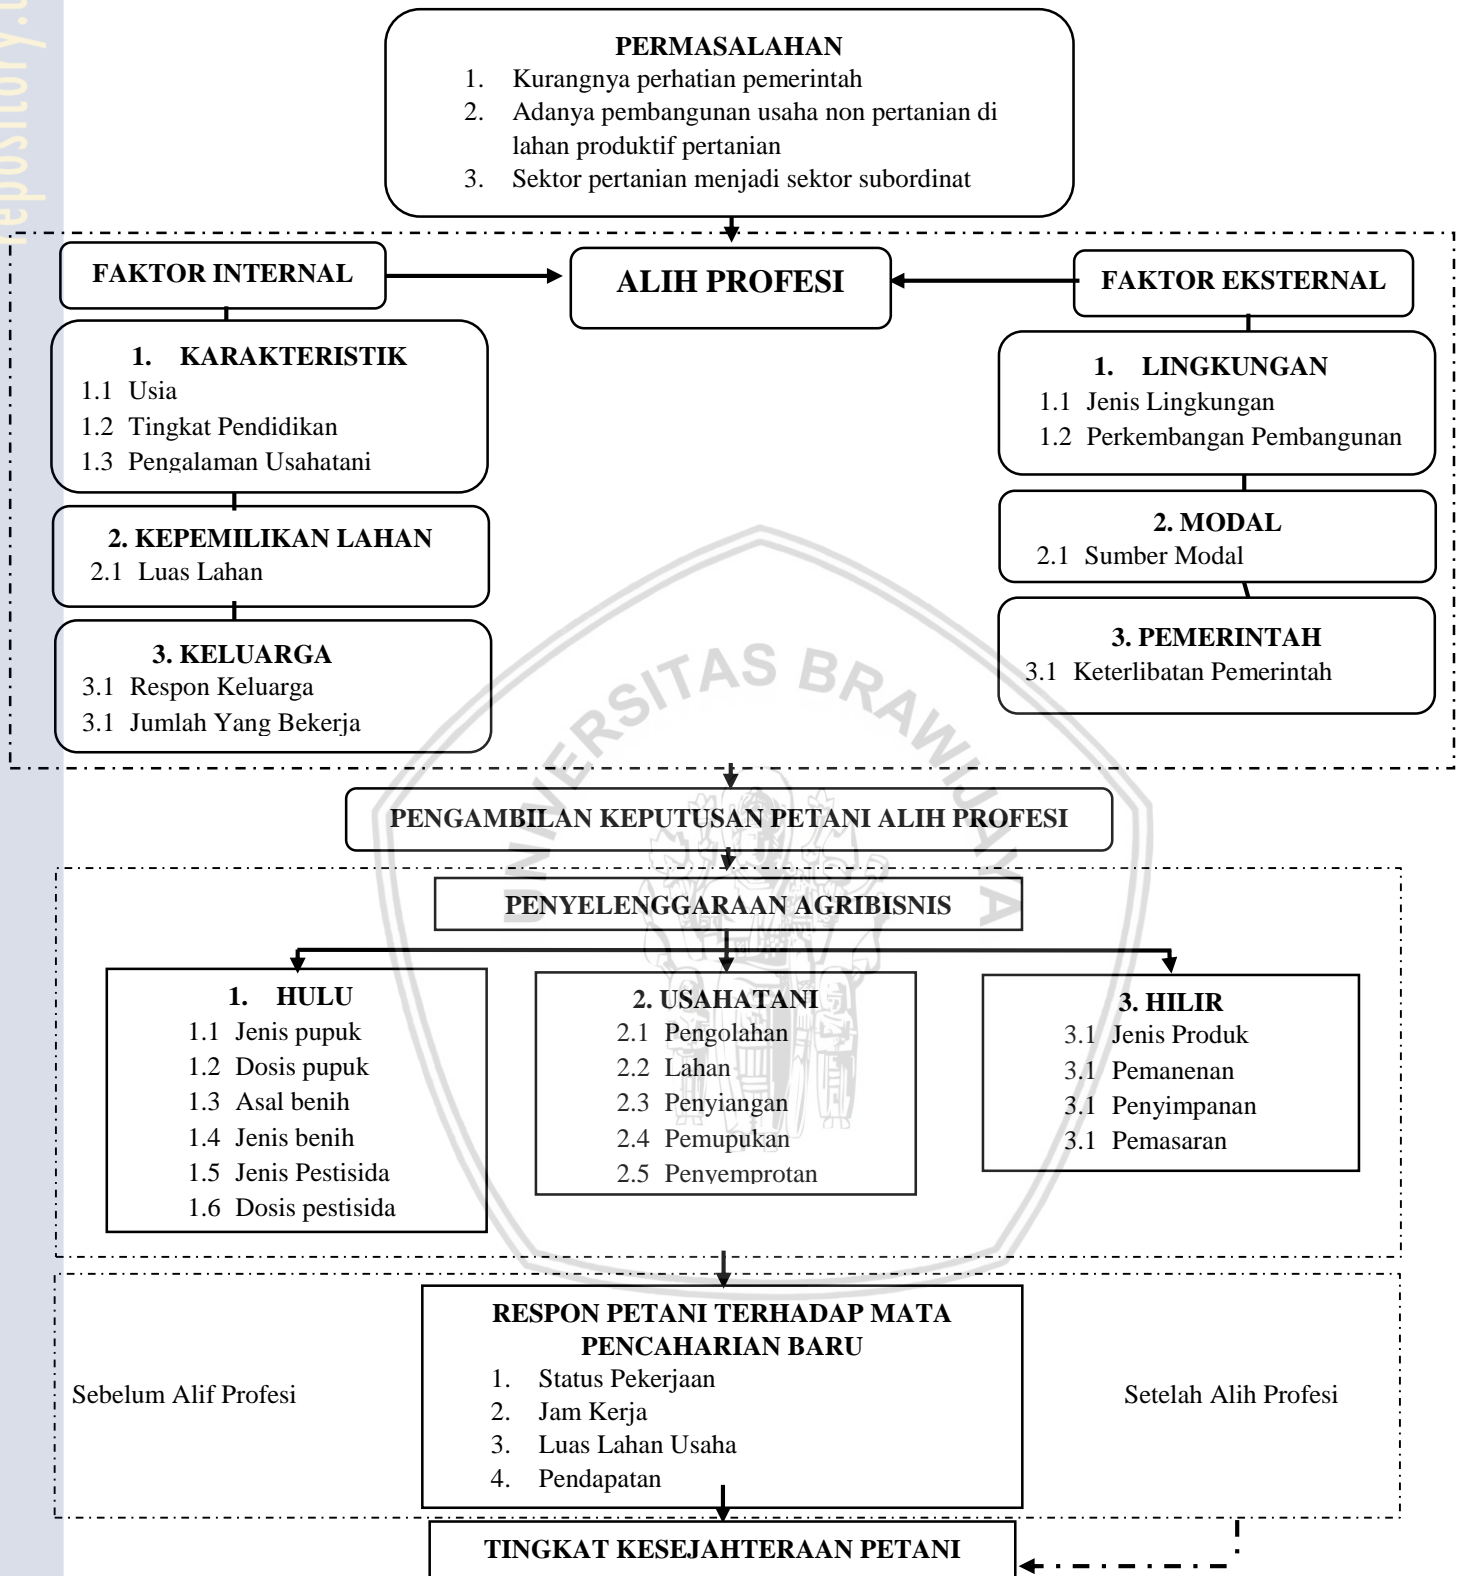 repository.u
PERMASALAHAN
1. Kurangnya perhatian pemerintah
2. Adanya pembangunan usaha non pertanian di
lahan produktif pertanian
3. Sektor pertanian menjadi sektor subordinat
FAKTOR INTERNAL
ALIH PROFESI
FAKTOR EKSTERNAL
1. KARAKTERISTIK
1.1 Usia
1.2 Tingkat Pendidikan
1.3 Pengalaman Usahatani
1. LINGKUNGAN
1.1 Jenis Lingkungan
1.2 Perkembangan Pembangunan
2. KEPEMILIKAN LAHAN
2.1 Luas Lahan
2. MODAL
2.1 Sumber Modal
3. KELUARGA
3.1 Respon Keluarga
3.1 Jumlah Yang Bekerja
3. PEMERINTAH
3.1 Keterlibatan Pemerintah
UNIVERSITAS BRAWIJAYA
PENGAMBILAN KEPUTUSAN PETANI ALIH PROFESI
PENYELENGGARAAN AGRIBISNIS
1. HULU
1.1 Jenis pupuk
1.2 Dosis pupuk
1.3 Asal benih
1.4 Jenis benih
1.5 Jenis Pestisida
1.6 Dosis pestisida
2. USAHATANI
2.1 Pengolahan
2.2 Lahan
2.3 Penyiangan
2.4 Pemupukan
2.5 Penyemprotan
3. HILIR
3.1 Jenis Produk
3.1 Pemanenan
3.1 Penyimpanan
3.1 Pemasaran
RESPON PETANI TERHADAP MATA
PENCAHARIAN BARU
1. Status Pekerjaan
2. Jam Kerja
3. Luas Lahan Usaha
4. Pendapatan
Sebelum Alif Profesi
Setelah Alih Profesi
TINGKAT KESEJAHTERAAN PETANI